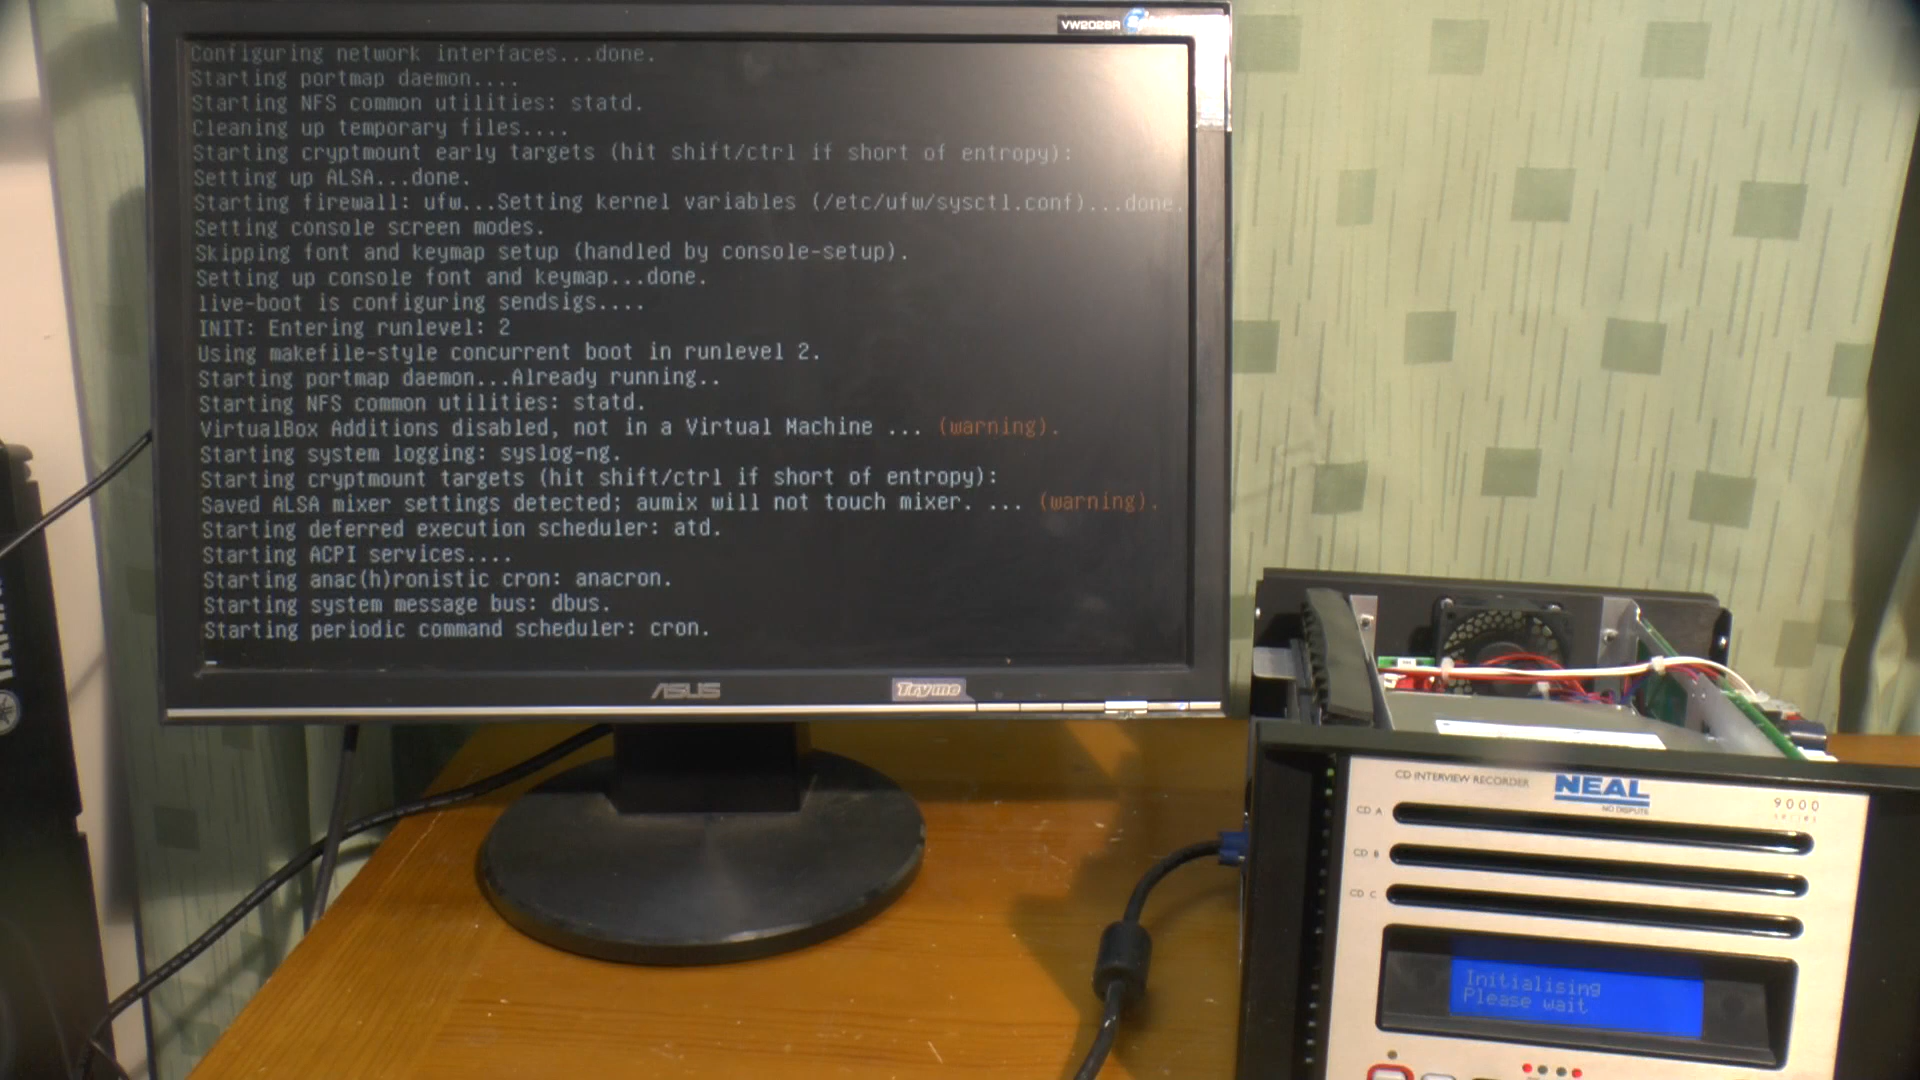 VW202SR
Configuring network interfaces...done.
Starting portmap daemon....
Starting NFS common utilities: statd.
Cleaning up temporary files....
Starting cryptmount early targets (hit shift/ctrl if short of entropy):
Setting up ALSA...done.
Starting firewall: ufw...Setting kernel variables (/etc/ufw/sysctl.conf)...done.
Setting console screen modes.
Skipping font and keymap setup (handled by console-setup).
Setting up console font and keymap...done.
live-boot is configuring sendsigs....
INIT: Entering runlevel: 2
Using makefile-style concurrent boot in runlevel 2.
Starting portmap daemon...Already running..
Starting NFS common utilities: statd.
VirtualBox Additions disabled, not in a Virtual Machine ... (warning).
Starting system logging: syslog-ng.
Starting cryptmount targets (hit shift/ctrl if short of entropy):
Saved ALSA mixer settings detected; aumix will not touch mixer. ... (warning).
Starting deferred execution scheduler: atd.
Starting ACPI services....
Starting anac(h)ronistic cron: anacron.
Starting system message bus: dbus.
Starting periodic command scheduler: cron.
ASUS
Try me
CD INTERVIEW RECORDER
NEAL
NO DISPUTE
9000
SERIES
CD A
CD B
CD C
Initialising
Please wait